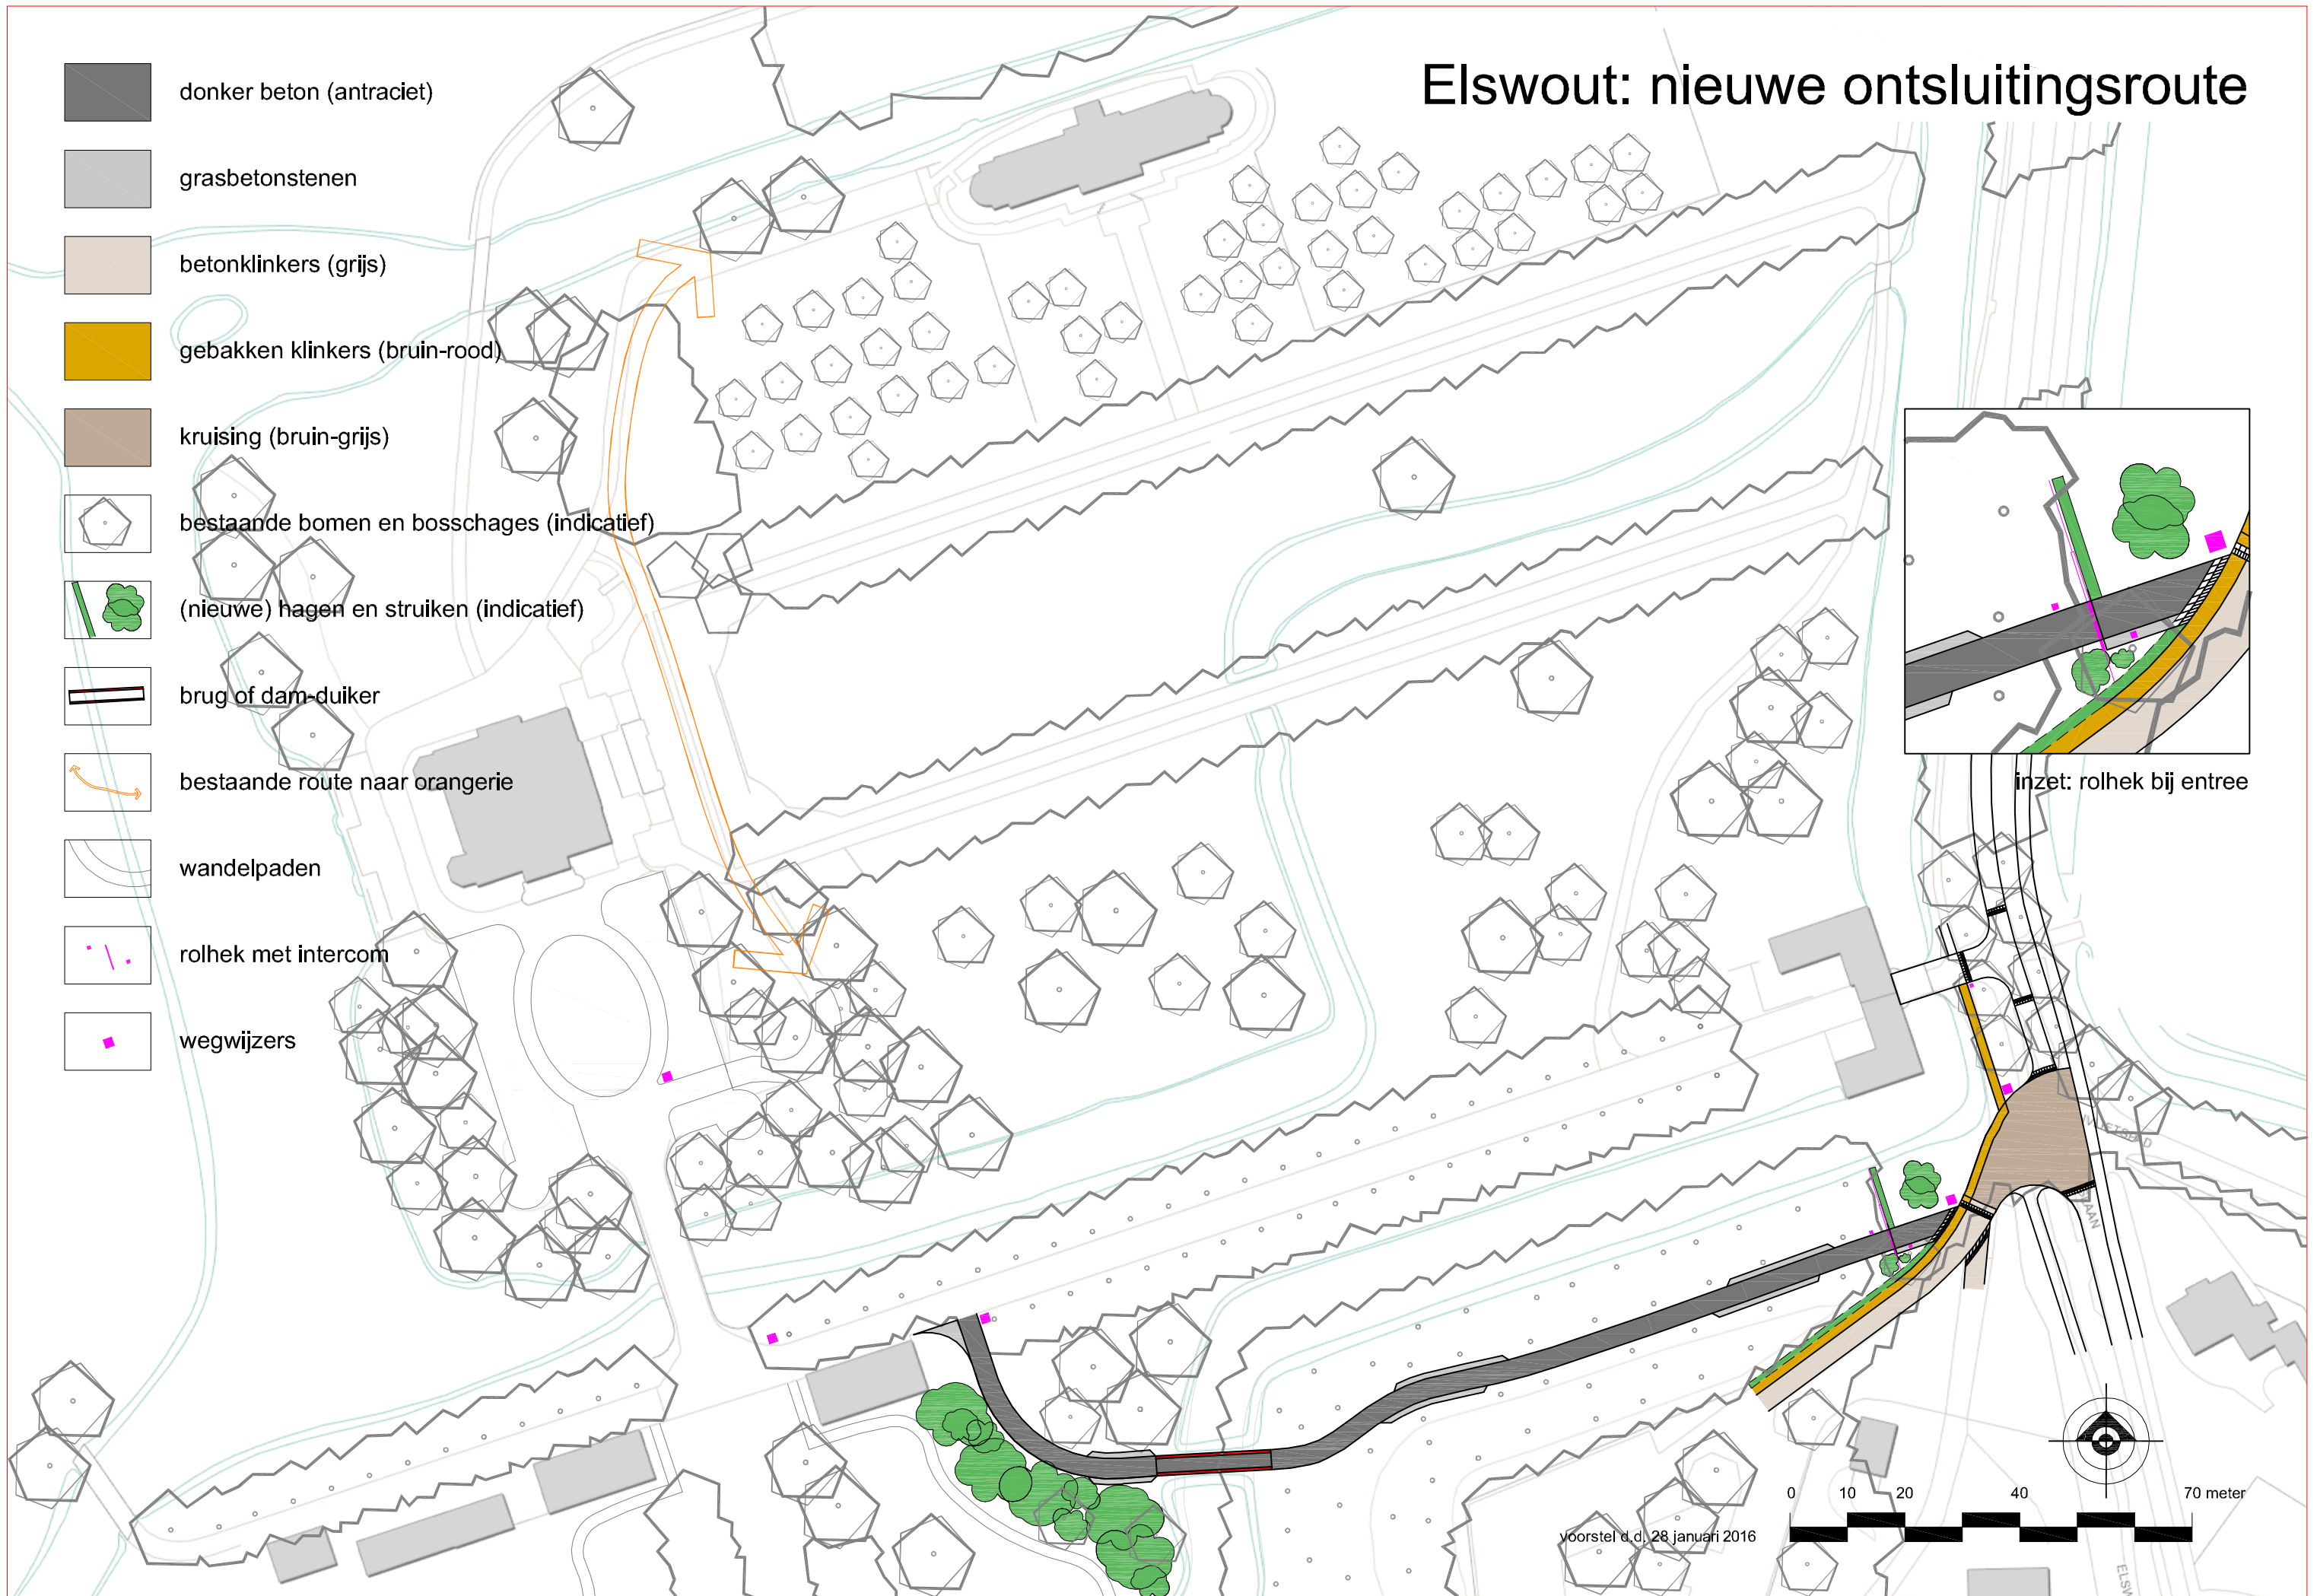 Elswout: nieuwe ontsluitingsroute
donker beton (antraciet)
grasbetonstenen
betonklinkers (grijs)
gebakken klinkers (bruin-rood)
kruising (bruin-grijs)
bestaande bomen en bosschages (indicatief)
(nieuwe) hagen en struiken (indicatief)
brug of dam-duiker
bestaande route naar orangerie
wandelpaden
rolhek met intercom
wegwijzers
inzet: rolhek bij entree
0 10 20 40 70 meter
voorstel d.d. 28 januari 2016